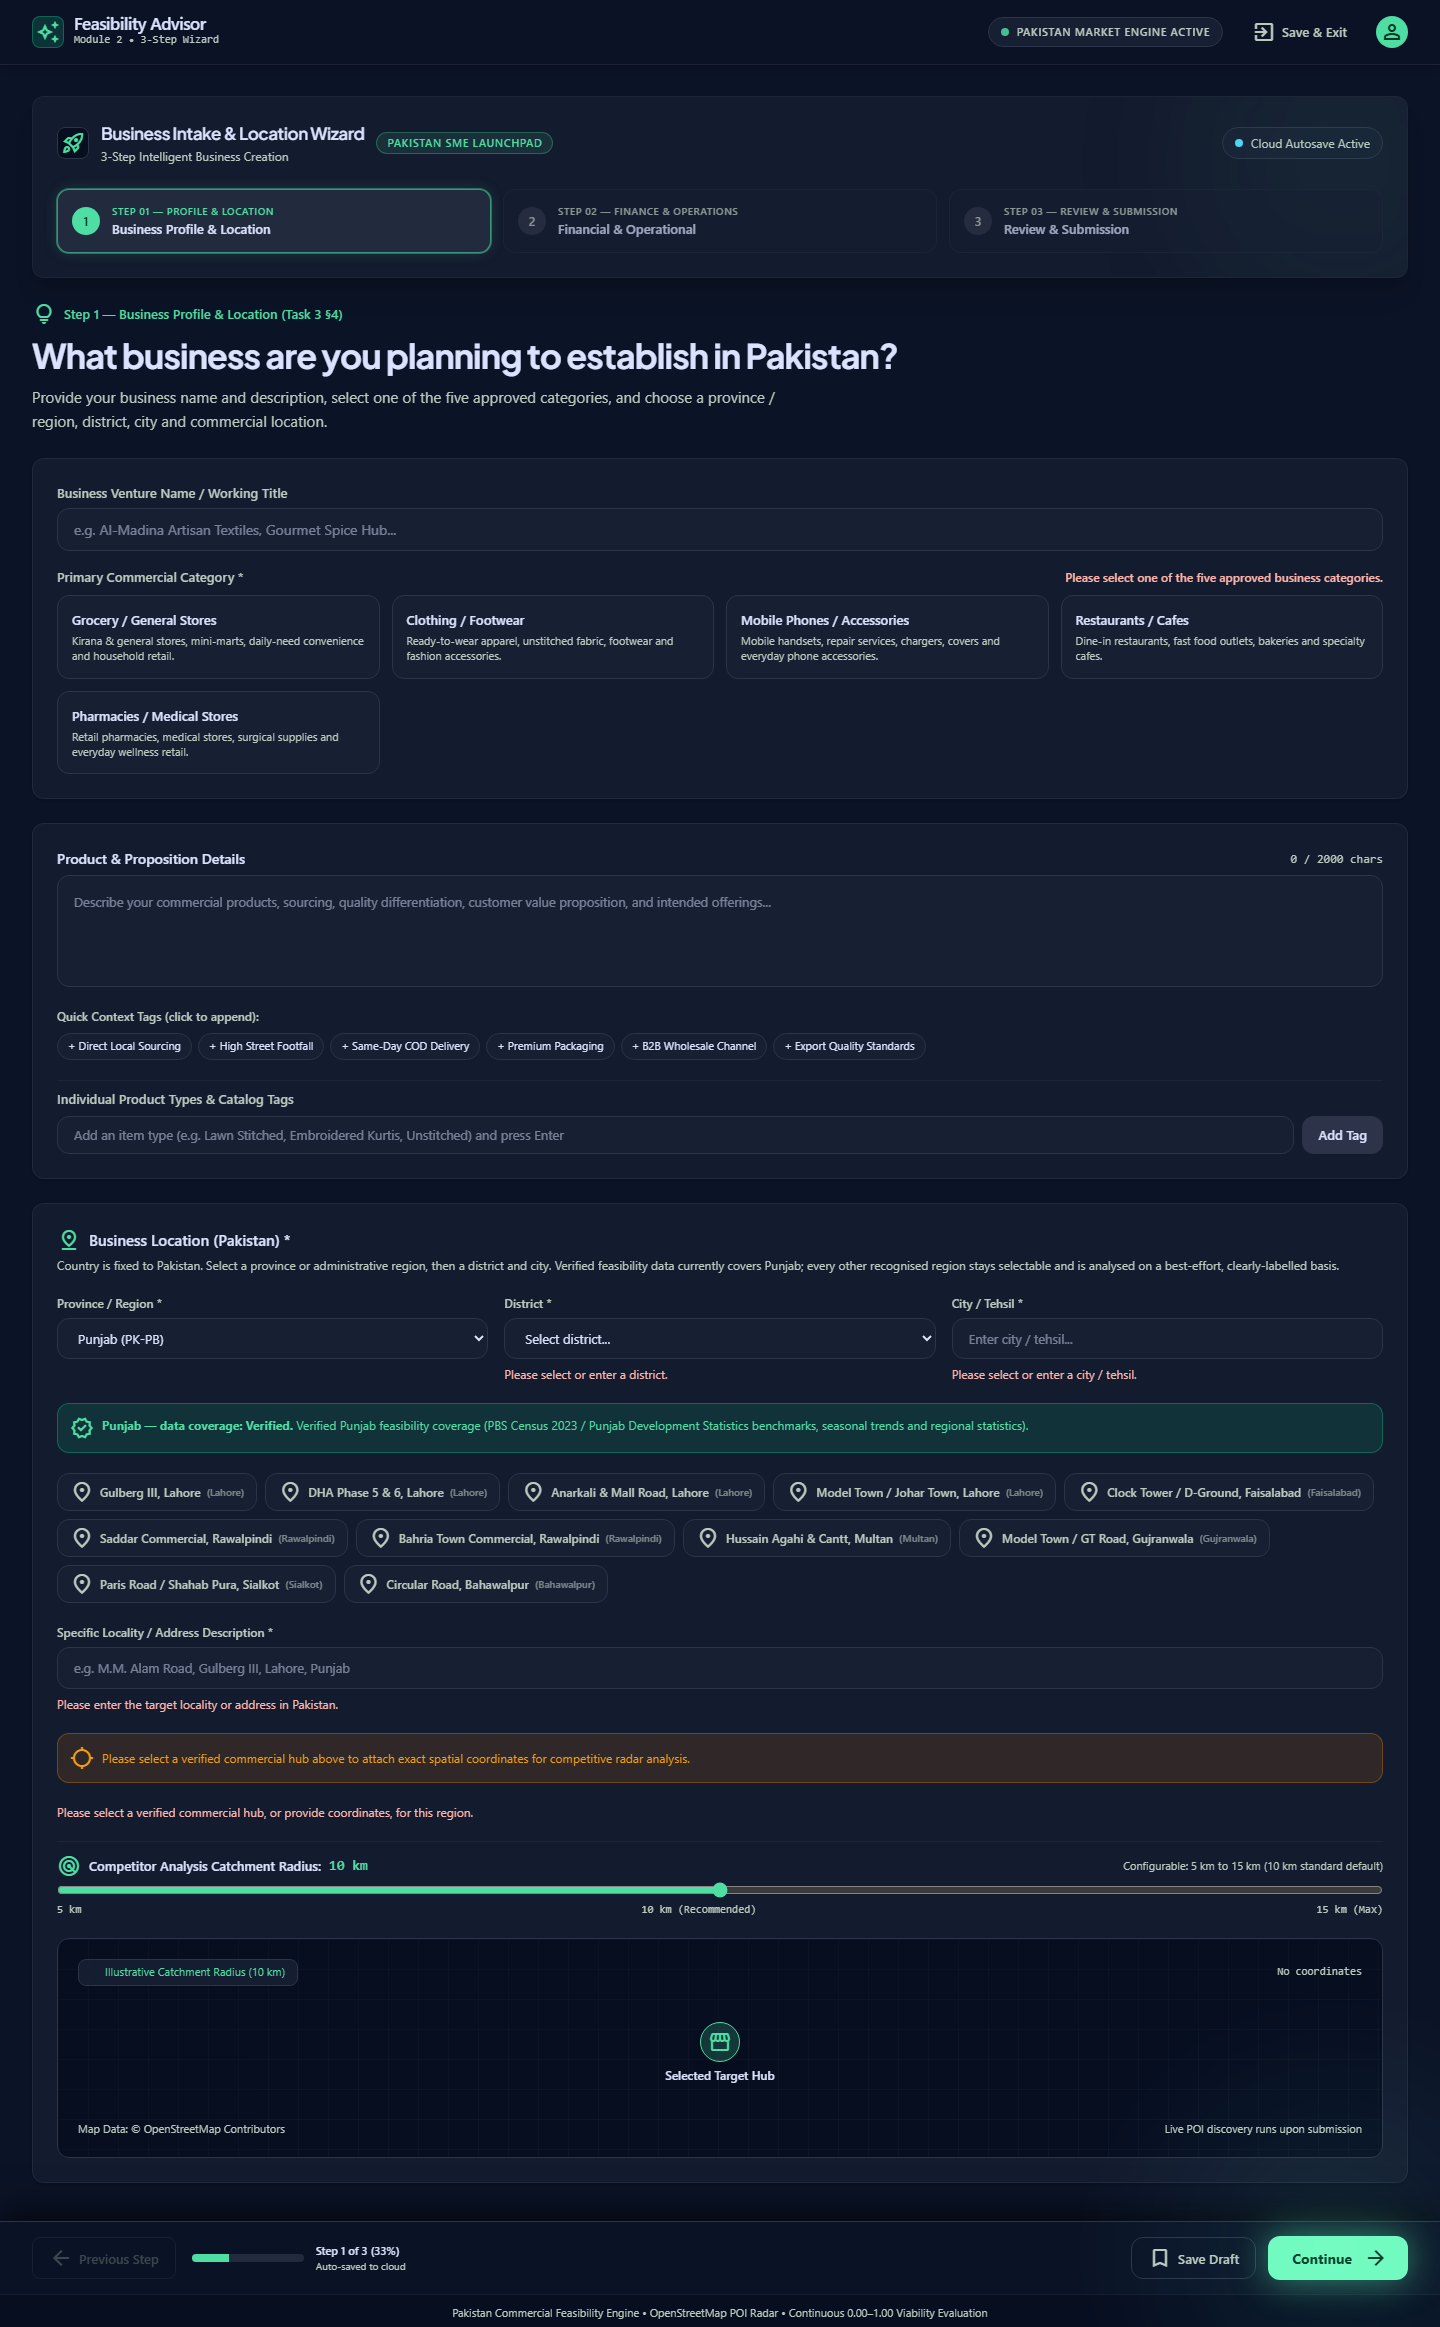 Feasibility Advisor
Module 2 • 3-Step Wizard
PAKISTAN MARKET ENGINE ACTIVE
Save & Exit
Business Intake & Location Wizard
3-Step Intelligent Business Creation
PAKISTAN SME LAUNCHPAD
Cloud Autosave Active
1
STEP 01 — PROFILE & LOCATION
Business Profile & Location
2
STEP 02 — FINANCE & OPERATIONS
Financial & Operational
3
STEP 03 — REVIEW & SUBMISSION
Review & Submission
Step 1 — Business Profile & Location (Task 3 §4)
What business are you planning to establish in Pakistan?
Provide your business name and description, select one of the five approved categories, and choose a province /
region, district, city and commercial location.
Business Venture Name / Working Title
e.g. Al-Madina Artisan Textiles, Gourmet Spice Hub...
Primary Commercial Category *
Please select one of the five approved business categories.
Grocery / General Stores
Kirana & general stores, mini-marts, daily-need convenience
and household retail.
Clothing / Footwear
Ready-to-wear apparel, unstitched fabric, footwear and
fashion accessories.
Mobile Phones / Accessories
Mobile handsets, repair services, chargers, covers and
everyday phone accessories.
Restaurants / Cafes
Dine-in restaurants, fast food outlets, bakeries and specialty
cafes.
Pharmacies / Medical Stores
Retail pharmacies, medical stores, surgical supplies and
everyday wellness retail.
Product & Proposition Details
0 / 2000 chars
Describe your commercial products, sourcing, quality differentiation, customer value proposition, and intended offerings...
Quick Context Tags (click to append):
+ Direct Local Sourcing
+ High Street Footfall
+ Same-Day COD Delivery
+ Premium Packaging
+ B2B Wholesale Channel
+ Export Quality Standards
Individual Product Types & Catalog Tags
Add an item type (e.g. Lawn Stitched, Embroidered Kurtis, Unstitched) and press Enter
Add Tag
Business Location (Pakistan) *
Country is fixed to Pakistan. Select a province or administrative region, then a district and city. Verified feasibility data currently covers Punjab; every other recognised region stays selectable and is analysed on a best-effort, clearly-labelled basis.
Province / Region *
District *
City / Tehsil *
Punjab (PK-PB)
Select district...
Enter city / tehsil...
Please select or enter a district.
Please select or enter a city / tehsil.
Punjab — data coverage: Verified. Verified Punjab feasibility coverage (PBS Census 2023 / Punjab Development Statistics benchmarks, seasonal trends and regional statistics).
Gulberg III, Lahore (Lahore)
DHA Phase 5 & 6, Lahore (Lahore)
Anarkali & Mall Road, Lahore (Lahore)
Model Town / Johar Town, Lahore (Lahore)
Clock Tower / D-Ground, Faisalabad (Faisalabad)
Saddar Commercial, Rawalpindi (Rawalpindi)
Bahria Town Commercial, Rawalpindi (Rawalpindi)
Hussain Agahi & Cantt, Multan (Multan)
Model Town / GT Road, Gujranwala (Gujranwala)
Paris Road / Shahab Pura, Sialkot (Sialkot)
Circular Road, Bahawalpur (Bahawalpur)
Specific Locality / Address Description *
e.g. M.M. Alam Road, Gulberg III, Lahore, Punjab
Please enter the target locality or address in Pakistan.
Please select a verified commercial hub above to attach exact spatial coordinates for competitive radar analysis.
Please select a verified commercial hub, or provide coordinates, for this region.
Competitor Analysis Catchment Radius: 10 km
Configurable: 5 km to 15 km (10 km standard default)
5 km
10 km (Recommended)
15 km (Max)
Illustrative Catchment Radius (10 km)
No coordinates
Selected Target Hub
Map Data: © OpenStreetMap Contributors
Live POI discovery runs upon submission
Previous Step
Step 1 of 3 (33%)
Auto-saved to cloud
Save Draft
Continue
Pakistan Commercial Feasibility Engine • OpenStreetMap POI Radar • Continuous 0.00–1.00 Viability Evaluation